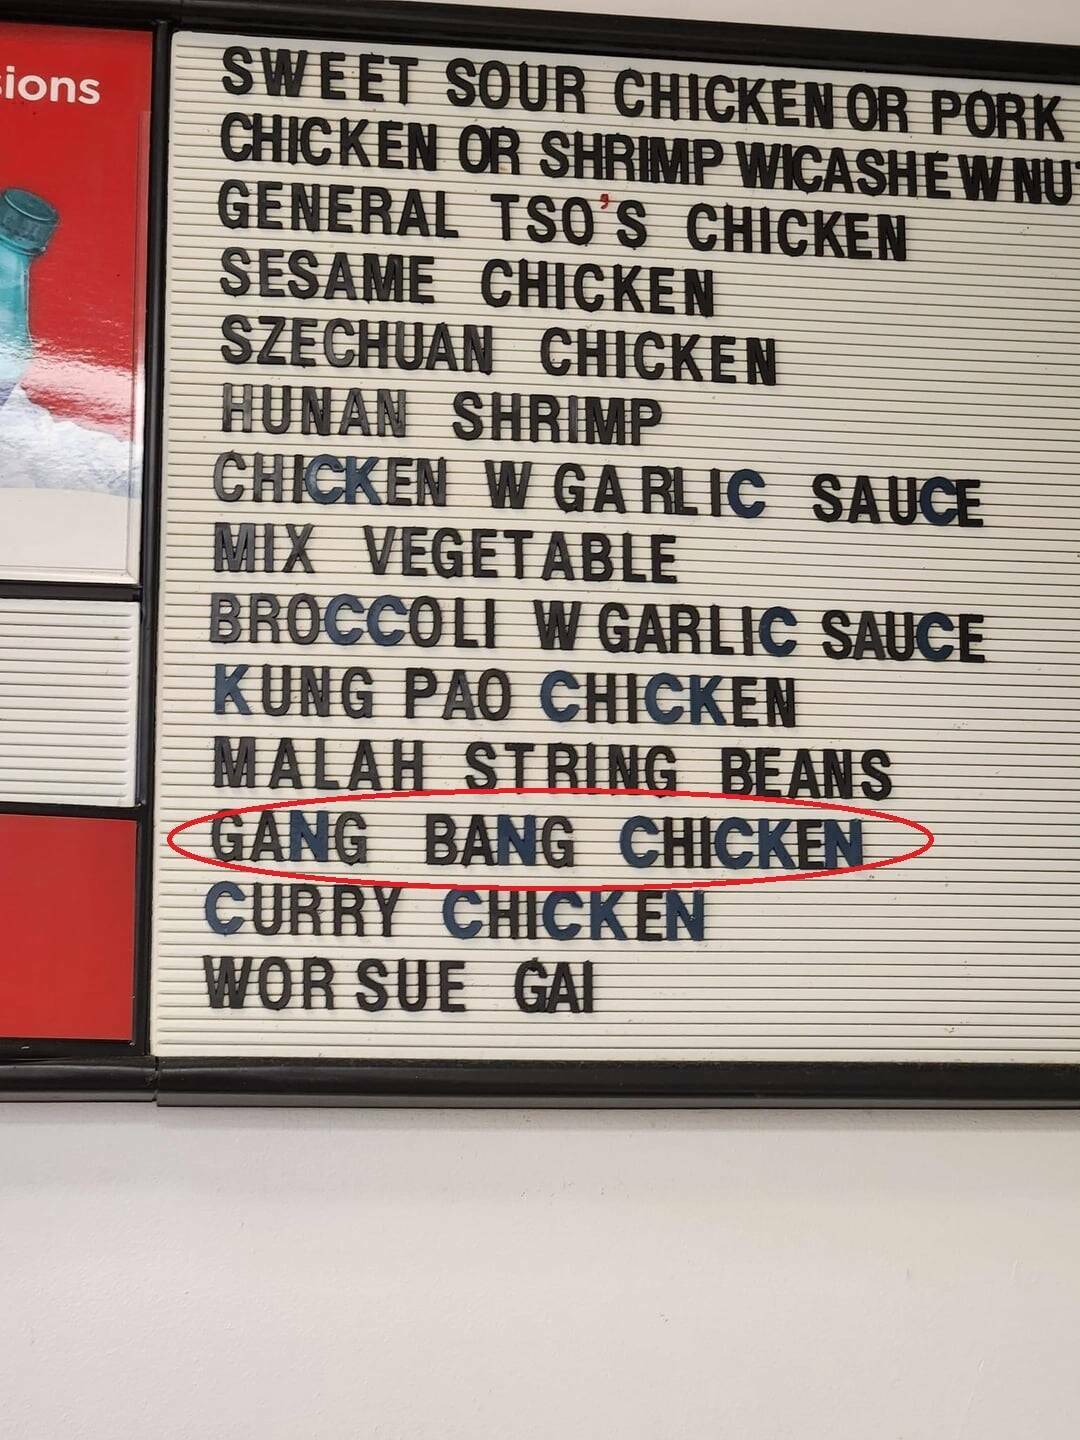 sions
SWEET SOUR CHICKEN OR PORK
CHICKEN OR SHRIMP W/CASHEW NUT
GENERAL TSO'S CHICKEN
SESAME CHICKEN
SZECHUAN CHICKEN
HUNAN SHRIMP
CHICKEN W GARLIC SAUCE
MIX VEGETABLE
BROCCOLI W GARLIC SAUCE
KUNG PAO CHICKEN
MALAH STRING BEANS
GANG BANG CHICKEN
CURRY CHICKEN
WOR SUE GAI